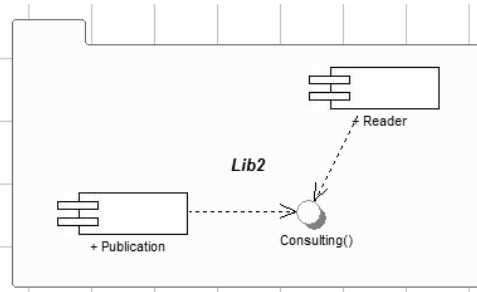 + Reader
Lib2
+ Publication
Consulting()